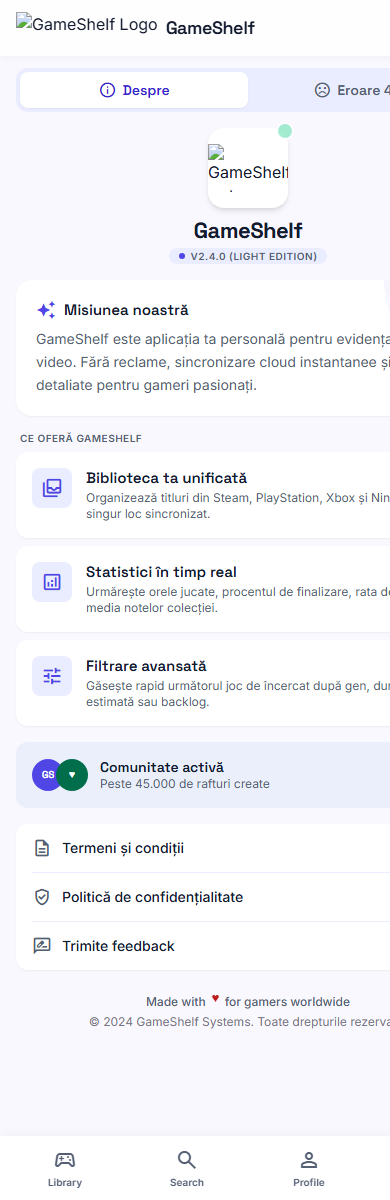 GameShelf Logo GameShelf
Despre
Eroare 4
GameShelf
GameShelf
V2.4.0 (LIGHT EDITION)
Misiunea noastră
GameShelf este aplicația ta personală pentru evidența
video. Fără reclame, sincronizare cloud instantanee și
detaliate pentru gameri pasionați.
CE OFERĂ GAMESHELF
Biblioteca ta unificată
Organizează titluri din Steam, PlayStation, Xbox și Nin
singur loc sincronizat.
Statistici în timp real
Urmărește orele jucate, procentul de finalizare, rata de
media notelor colecției.
Filtrare avansată
Găsește rapid următorul joc de încercat după gen, dur
estimată sau backlog.
GS ♥
Comunitate activă
Peste 45.000 de rafturi create
Termeni și condiții
Politică de confidențialitate
Trimite feedback
Made with ♥ for gamers worldwide
© 2024 GameShelf Systems. Toate drepturile rezerva
Library
Search
Profile